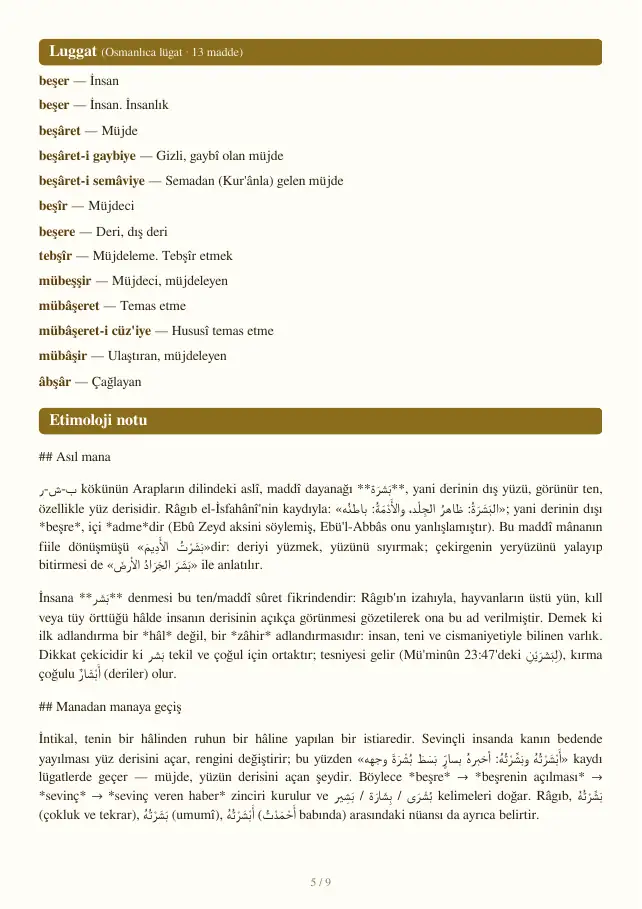 Luggat (Osmanlıca lügat · 13 madde)
beşer — İnsan
beşer — İnsan. İnsanlık
beşâret — Müjde
beşâret-i gaybiye — Gizli, gaybî olan müjde
beşâret-i semâviye — Semadan (Kur'ânla) gelen müjde
beşîr — Müjdeci
beşere — Deri, dış deri
tebşîr — Müjdeleme. Tebşîr etmek
mübeşşir — Müjdeci, müjdeleyen
mübâşeret — Temas etme
mübâşeret-i cüz'iye — Hususî temas etme
mübâşir — Ulaştıran, müjdeleyen
âbşâr — Çağlayan
Etimoloji notu
## Asıl mana
ب-ش-ر kökünün Arapların dilindeki aslî, maddî dayanağı **بَشَرَة**, yani derinin dış yüzü, görünür ten,
özellikle yüz derisidir. Râgıb el-İsfahânî'nin kaydıyla: «البَشَرَةُ: ظاهرُ الجِلْد، والأَدَمَةُ: باطنُه»; yani derinin dışı
*beşre*, içi *adme*dir (Ebû Zeyd aksini söylemiş, Ebü'l-Abbâs onu yanlışlamıştır). Bu maddî mânanın
fiile dönüşmüşü «بَشَرْتُ الأَدِيمَ»dir: deriyi yüzmek, yüzünü sıyırmak; çekirgenin yeryüzünü yalayıp
bitirmesi de «بَشَرَ الجَرَادُ الأرضَ» ile anlatılır.
İnsana **بَشَر** denmesi bu ten/maddî sûret fikrindendir: Râgıb'ın izahıyla, hayvanların üstü yün, kıll
veya tüy örttüğü hâlde insanın derisinin açıkça görünmesi gözetilerek ona bu ad verilmiştir. Demek ki
ilk adlandırma bir *hâl* değil, bir *zâhir* adlandırmasıdır: insan, teni ve cismaniyetiyle bilinen varlık.
Dikkat çekicidir ki بَشَر tekil ve çoğul için ortaktır; tesniyesi gelir (Mü'minûn 23:47'deki لِبَشَرَيْنِ), kırma
çoğulu أَبْشَارٌ (deriler) olur.
## Manadan manaya geçiş
İntikal, tenin bir hâlinden ruhun bir hâline yapılan bir istiaredir. Sevinçli insanda kanın bedende
yayılması yüz derisini açar, rengini değiştirir; bu yüzden «أَبْشَرْتُهُ وبَشَّرْتُهُ: أخبرهُ بسارٍّ بَسَطَ بُشْرَةَ وجهه» kaydı
lügatlerde geçer — müjde, yüzün derisini açan şeydir. Böylece *beşre* → *beşrenin açılması* →
*sevinç* → *sevinç veren haber* zinciri kurulur ve بُشْرَى / بِشَارَة / بَشِير kelimeleri doğar. Râgıb, بَشَّرْتُهُ
(çokluk ve tekrar), بَشَرْتُهُ (umumî), أَبْشَرْتُهُ (أَحْمَدْتُ babında) arasındaki nüansı da ayrıca belirtir.
5 / 9